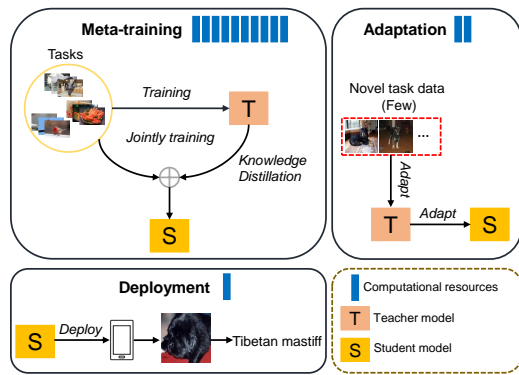 Meta-training
Tasks
Training
T
Jointly training
Knowledge
Distillation
S
Adaptation
Novel task data
(Few)
...
Adapt
T
Adapt
S
Deployment
S
Deploy
Tibetan mastiff
Computational resources
T
Teacher model
S
Student model